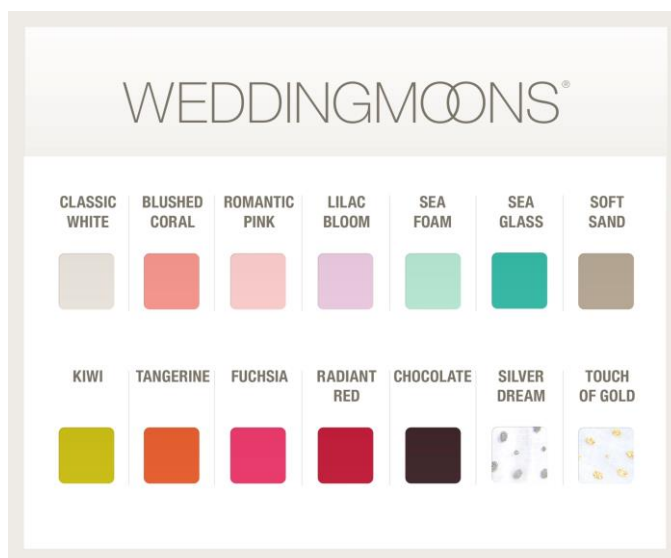 WEDDINGMOONS®
CLASSIC WHITE
BLUSHED CORAL
ROMANTIC PINK
LILAC BLOOM
SEA FOAM
SEA GLASS
SOFT SAND
KIWI
TANGERINE
FUCHSIA
RADIANT RED
CHOCOLATE
SILVER DREAM
TOUCH OF GOLD